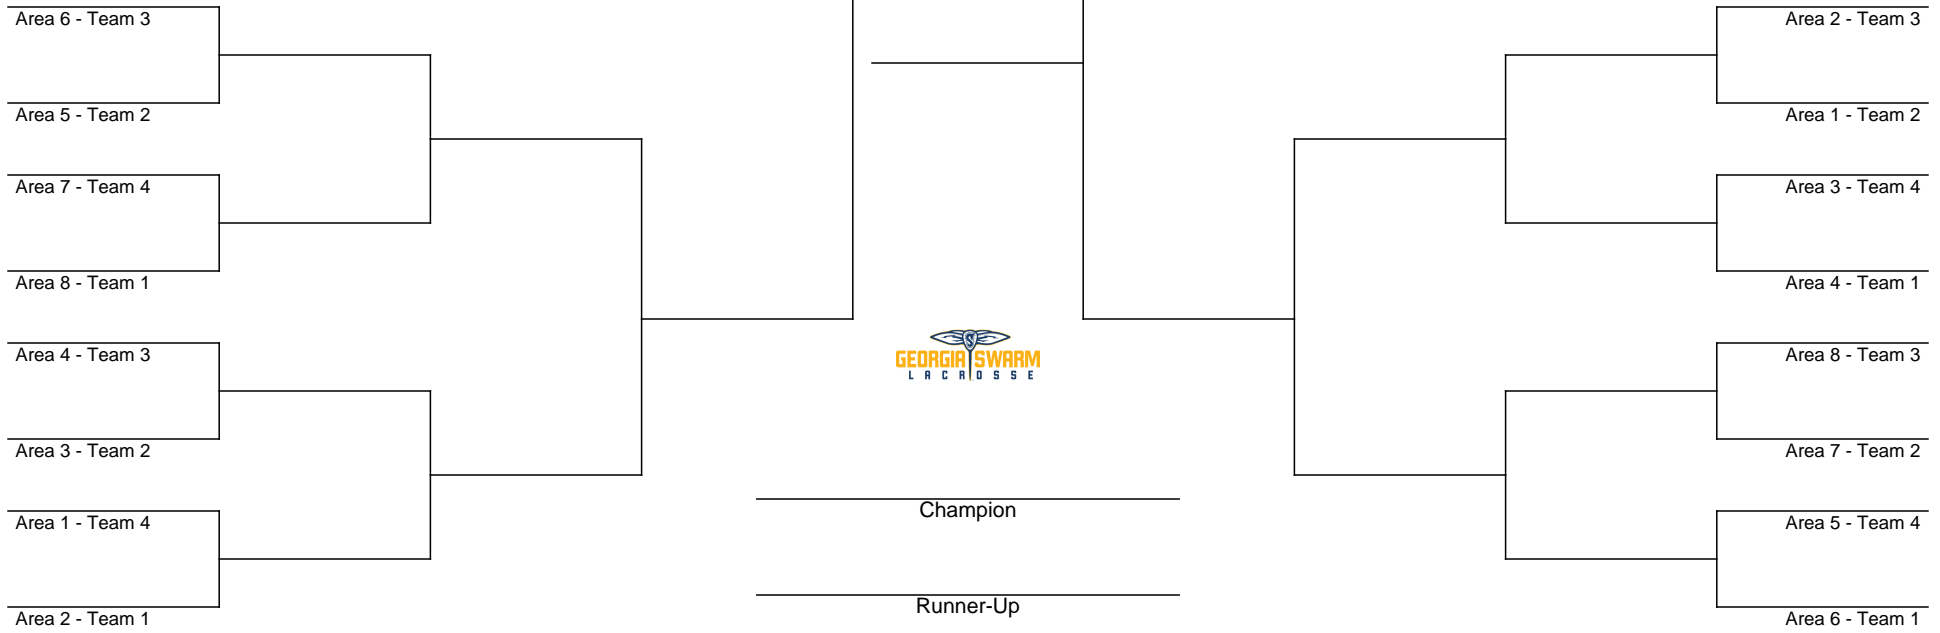 Area 6 - Team 3
Area 5 - Team 2
Area 7 - Team 4
Area 8 - Team 1
Area 4 - Team 3
Area 3 - Team 2
Area 1 - Team 4
Area 2 - Team 1
GEORGIA SWARM
LACROSSE
Champion
Runner-Up
Area 2 - Team 3
Area 1 - Team 2
Area 3 - Team 4
Area 4 - Team 1
Area 8 - Team 3
Area 7 - Team 2
Area 5 - Team 4
Area 6 - Team 1